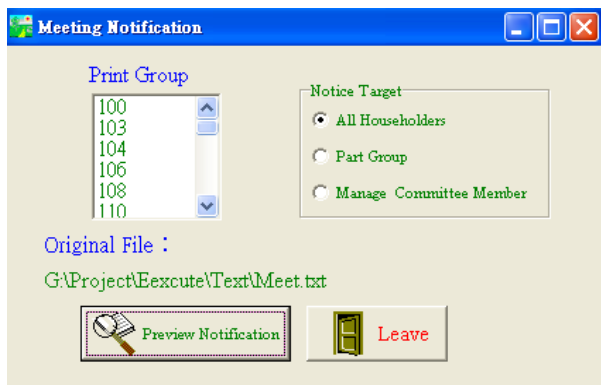 Meeting Notification
Print Group
100
103
104
106
108
110
Notice Target
All Householders
Part Group
Manage Committee Member
Original File：
G:\Project\Eexcute\Text\Meet.txt
Preview Notification
Leave